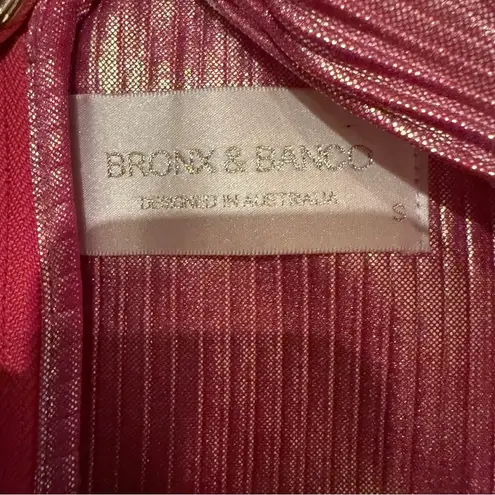 BRONX & BANCO
DESIGNED IN AUSTRALIA
S